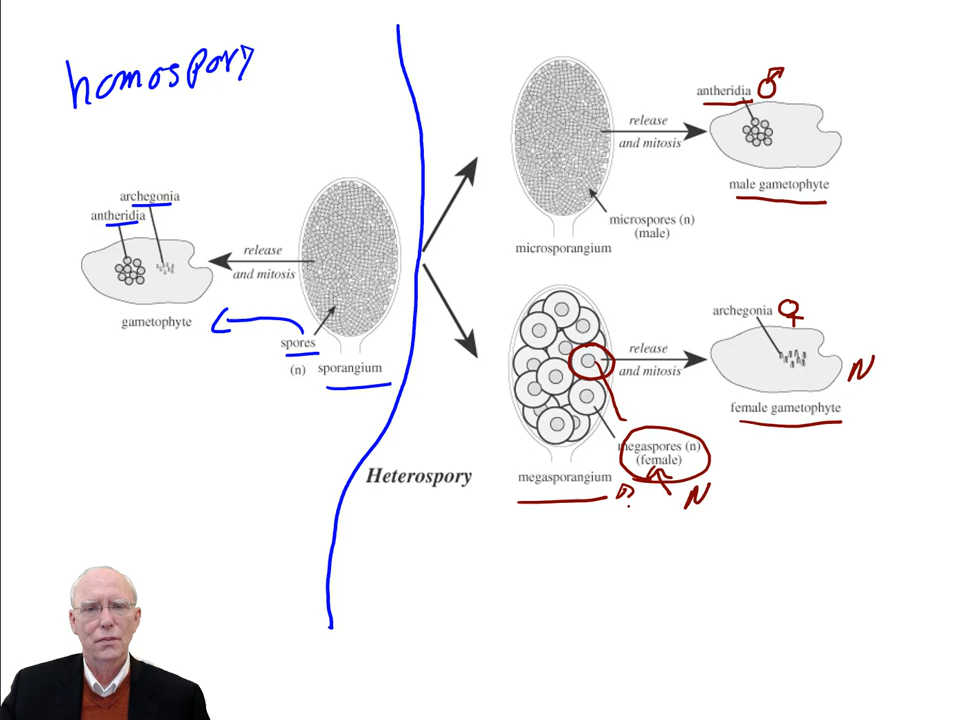 homospory
archegonia
antheridia
release
and mitosis
gametophyte
spores
(n)
sporangium
Heterospory
release
and mitosis
antheridia ♂
male gametophyte
microspores (n)
(male)
microsporangium
release
and mitosis
archegonia ♀
N
female gametophyte
megaspores (n)
(female)
megasporangium
N